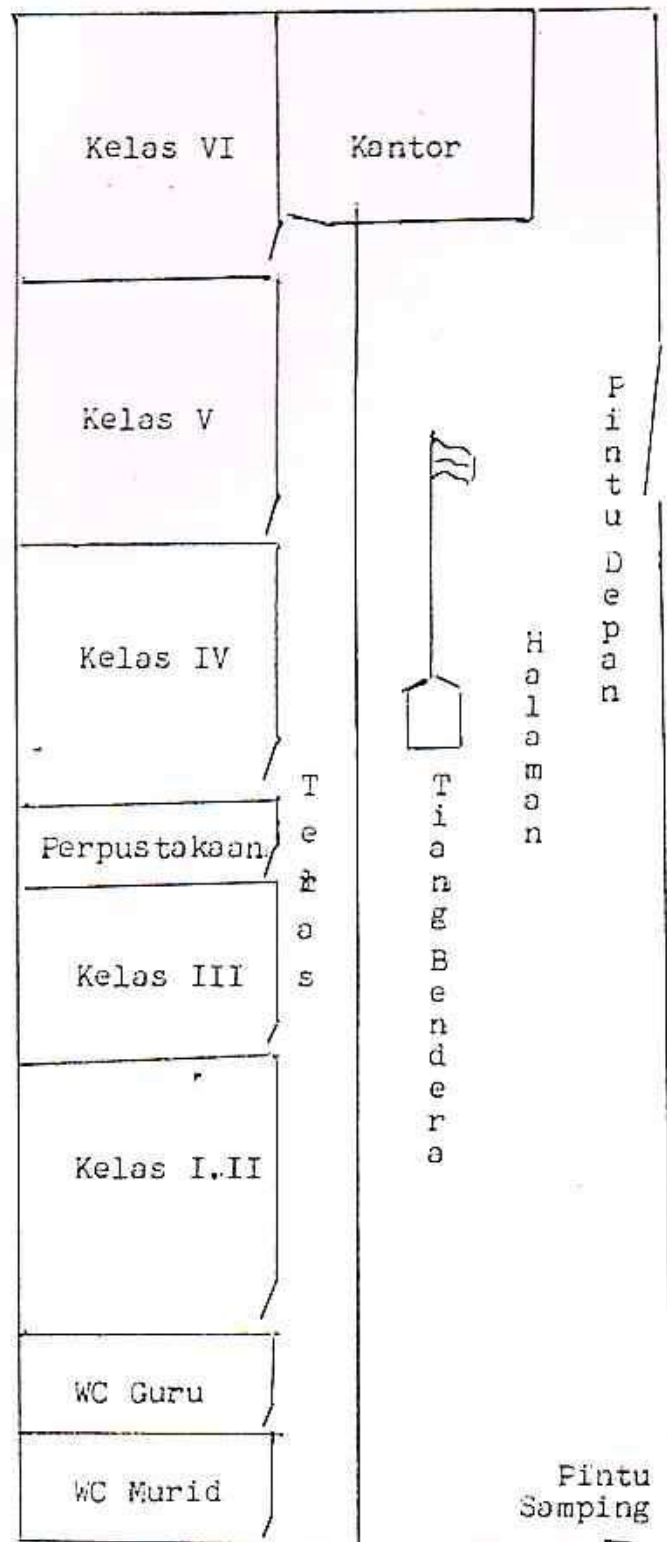 Kelas VI
Kantor
Kelas V
Pintu Depan
Kelas IV
Halaman
Teras
Tiang Bendera
Perpustakaan
Kelas III
Kelas I.II
WC Guru
WC Murid
Pintu
Samping